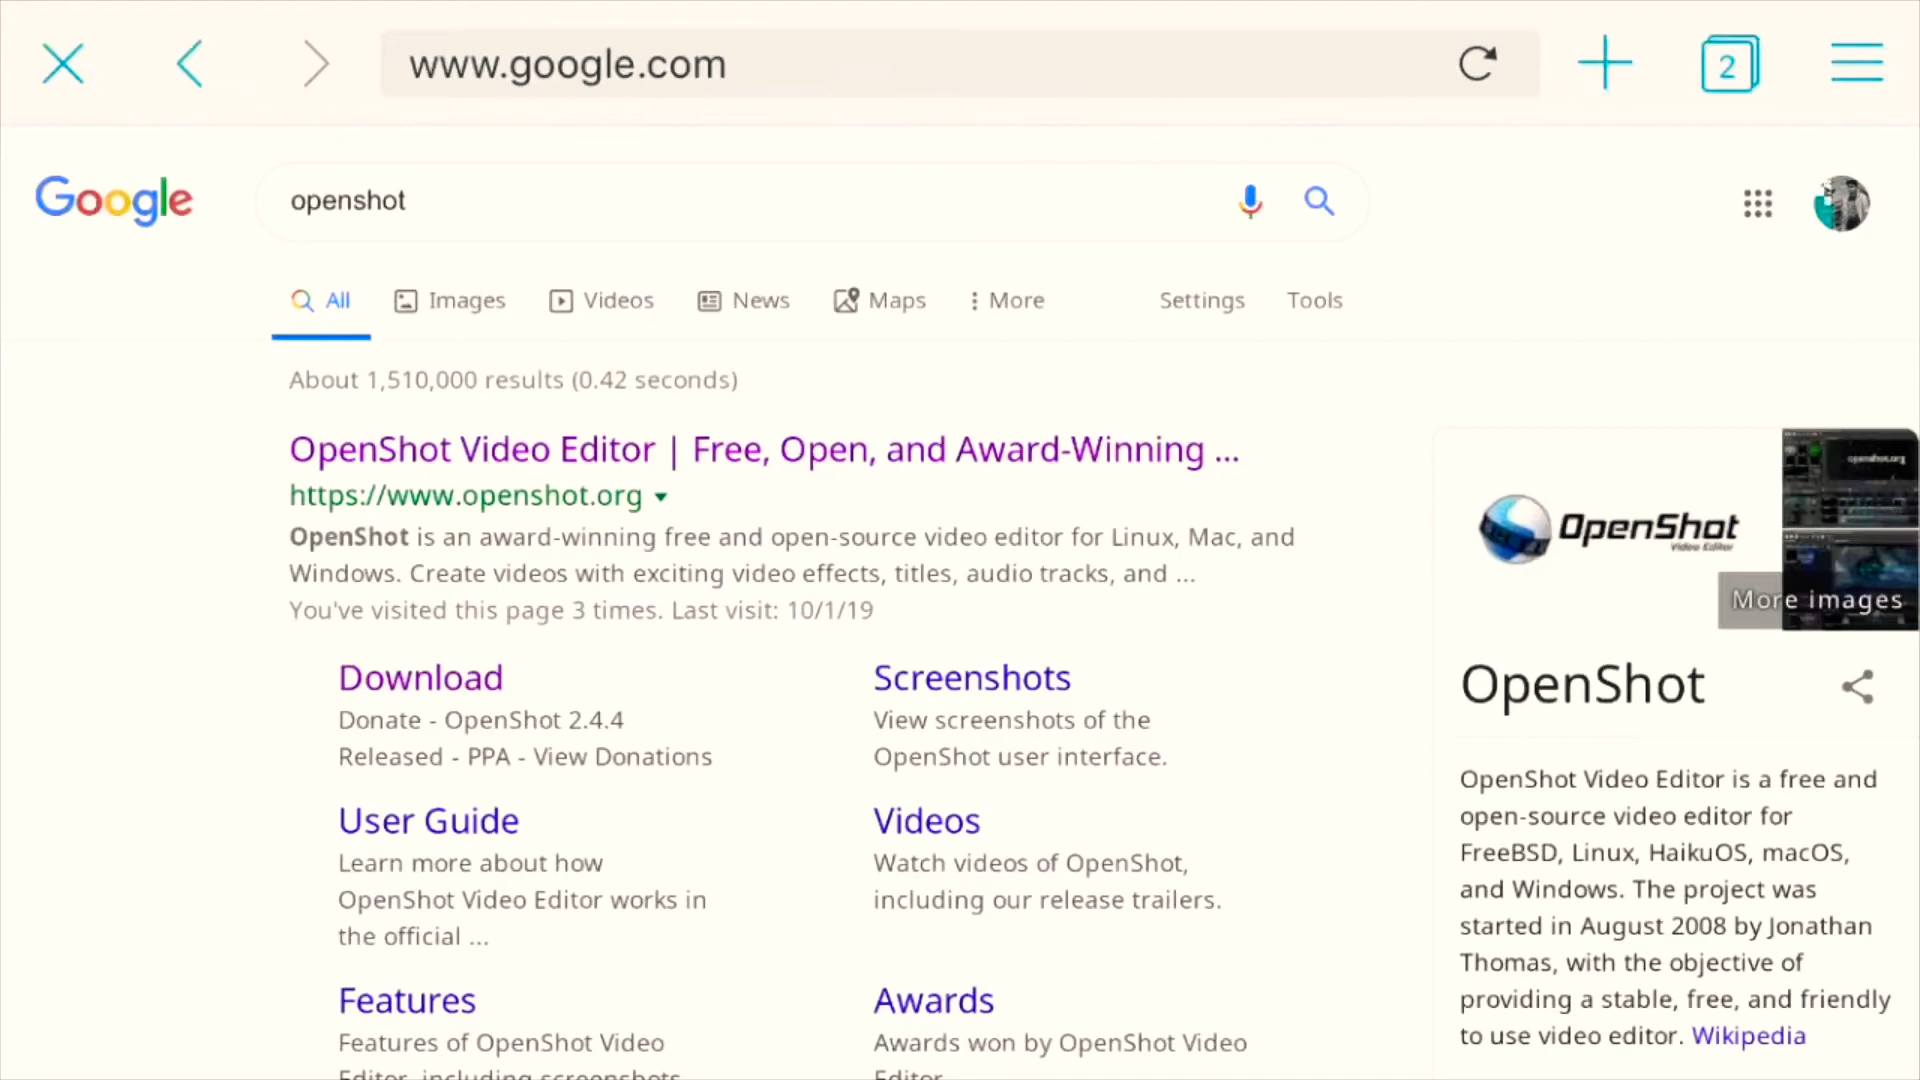 www.google.com
2
Google
openshot
All
Images
Videos
News
Maps
More
Settings
Tools
About 1,510,000 results (0.42 seconds)
OpenShot Video Editor | Free, Open, and Award-Winning ...
https://www.openshot.org
OpenShot is an award-winning free and open-source video editor for Linux, Mac, and
Windows. Create videos with exciting video effects, titles, audio tracks, and ...
You've visited this page 3 times. Last visit: 10/1/19
Download
Donate - OpenShot 2.4.4
Released - PPA - View Donations
Screenshots
View screenshots of the
OpenShot user interface.
User Guide
Learn more about how
OpenShot Video Editor works in
the official ...
Videos
Watch videos of OpenShot,
including our release trailers.
Features
Features of OpenShot Video
Editor, including screenshots
Awards
Awards won by OpenShot Video
Editor
OpenShot
Video Editor
openshot.org
More images
OpenShot
OpenShot Video Editor is a free and
open-source video editor for
FreeBSD, Linux, HaikuOS, macOS,
and Windows. The project was
started in August 2008 by Jonathan
Thomas, with the objective of
providing a stable, free, and friendly
to use video editor. Wikipedia